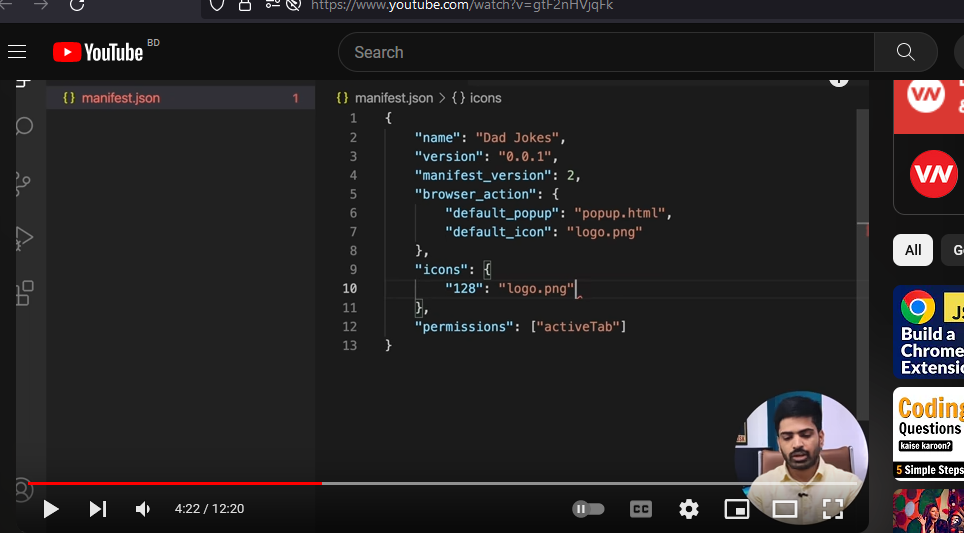 https://www.youtube.com/watch?v=gtF2nHVjqFk
YouTube BD
Search
{} manifest.json 1
{} manifest.json > {} icons
1 {
2 "name": "Dad Jokes",
3 "version": "0.0.1",
4 "manifest_version": 2,
5 "browser_action": {
6 "default_popup": "popup.html",
7 "default_icon": "logo.png"
8 },
9 "icons": {
10 "128": "logo.png"
11 },
12 "permissions": ["activeTab"]
13 }
VN
VN
All
JS
Build a
Chrome
Extensi
Coding
Questions
kaise karoon?
5 Simple Steps
4:22 / 12:20
CC